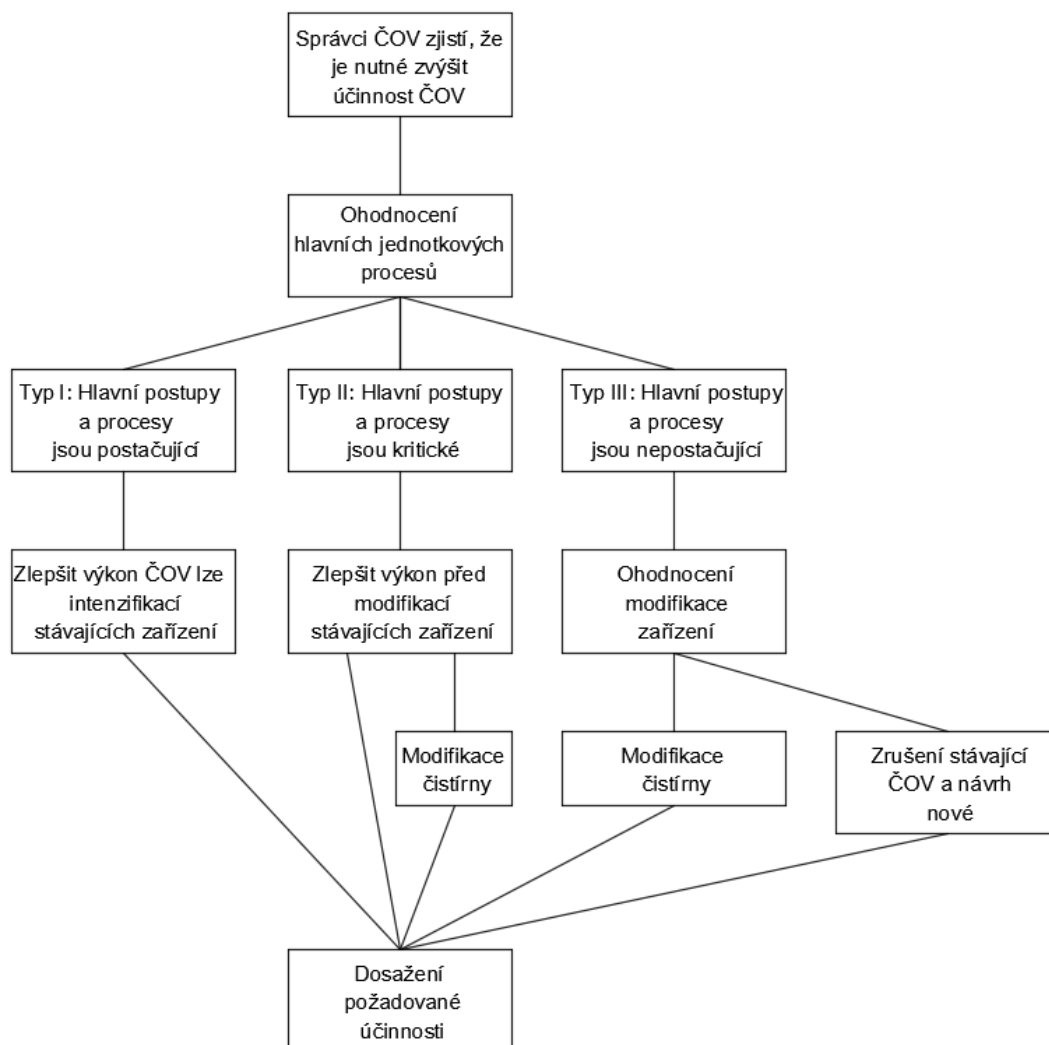 Správci ČOV zjistí, že
je nutné zvýšit
účinnost ČOV
Ohodnocení
hlavních jednotkových
procesů
Typ I: Hlavní postupy
a procesy
jsou postačující
Typ II: Hlavní postupy
a procesy
jsou kritické
Typ III: Hlavní postupy
a procesy
jsou nepostačující
Zlepšit výkon ČOV lze
intenzifikací
stávajících zařízení
Zlepšit výkon před
modifikací
stávajících zařízení
Ohodnocení
modifikace
zařízení
Modifikace
čistírny
Modifikace
čistírny
Zrušení stávající
ČOV a návrh
nové
Dosažení
požadované
účinnosti